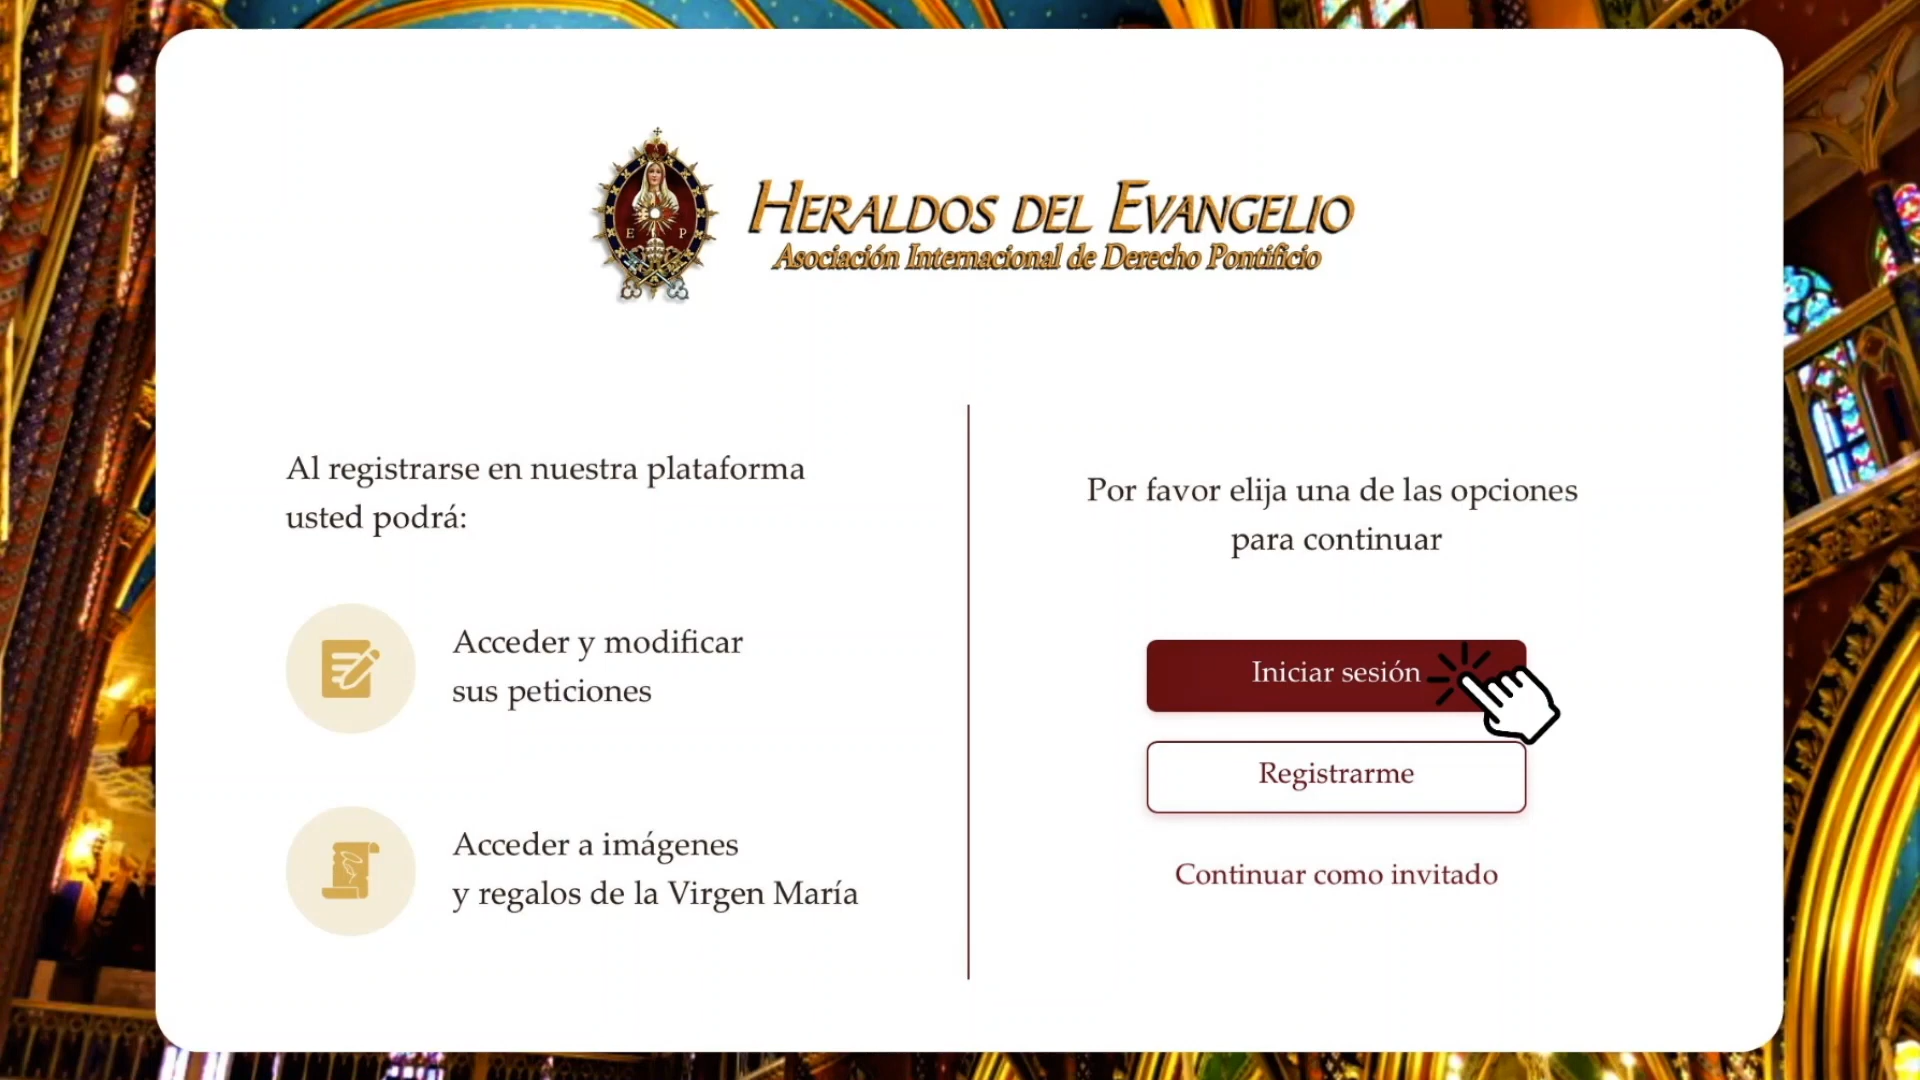 E P
HERALDOS DEL EVANGELIO
Asociación Internacional de Derecho Pontificio
Al registrarse en nuestra plataforma
usted podrá:
Acceder y modificar
sus peticiones
Acceder a imágenes
y regalos de la Virgen María
Por favor elija una de las opciones
para continuar
Iniciar sesión
Registrarme
Continuar como invitado